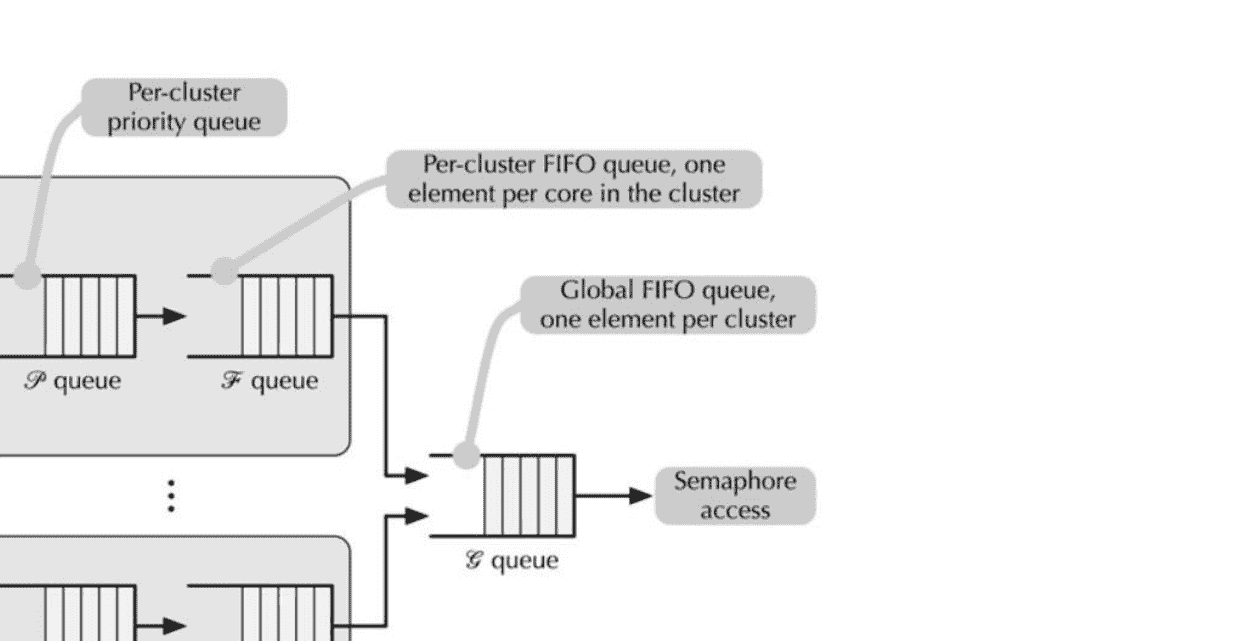 Per-cluster
priority queue
Per-cluster FIFO queue, one
element per core in the cluster
Global FIFO queue,
one element per cluster
𝒫 queue
ℱ queue
Semaphore
access
𝒢 queue